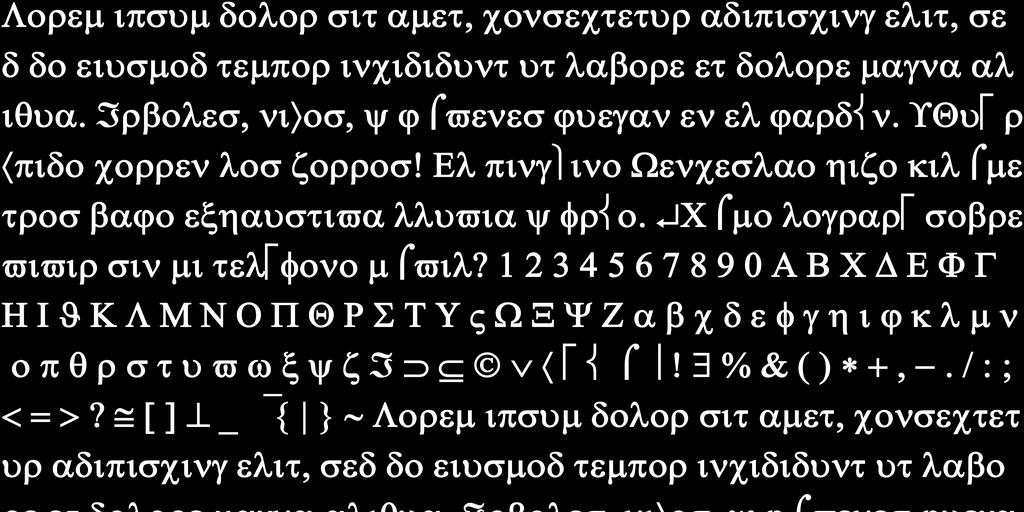 Λορεμ ιπσυμ δολορ σιτ αμετ, χονσεχτετυρ αδιπισχινγ ελιτ, σε
δ δο ειυσμοδ τεμπορ ινχιδιδυντ υτ λαβορε ετ δολορε μαγνα αλ
ιθυα. ℑρβολεσ, νι〉οσ, ψ φ⌠ϖενεσ φυεγαν εν ελ φαρδ⎨ν. ϒΘυ⎡ ρ
〈πιδο χορρεν λοσ ζορροσ! Ελ πινγ⎫ινο Ωενχεσλαο ηιζο κιλ⌠με
τροσ βαφο εξηαυστιϖα λλυϖια ψ φρ⎨ο. ↵Χ⌠μο λογραρ⎡ σοβρε
ϖιϖιρ σιν μι τελ⎡φονο μ⌠ϖιλ? 1 2 3 4 5 6 7 8 9 0 Α Β Χ Δ Ε Φ Γ
Η Ι ϑ Κ Λ Μ Ν Ο Π Θ Ρ Σ Τ Υ ς Ω Ξ Ψ Ζ α β χ δ ε ϕ γ η ι φ κ λ μ ν
ο π θ ρ σ τ υ ϖ ω ξ ψ ζ ℑ ⊃ ⊆ © ∨ 〈 ⎡ ⎨ ⌠ ⎪ ! ∃ % & ( ) ∗ + , − . / : ;
< = > ? ≅ [ ] ⊥ _ ‾ { | } ∼ Λορεμ ιπσυμ δολορ σιτ αμετ, χονσεχτετ
υρ αδιπισχινγ ελιτ, σεδ δο ειυσμοδ τεμπορ ινχιδιδυντ υτ λαβο